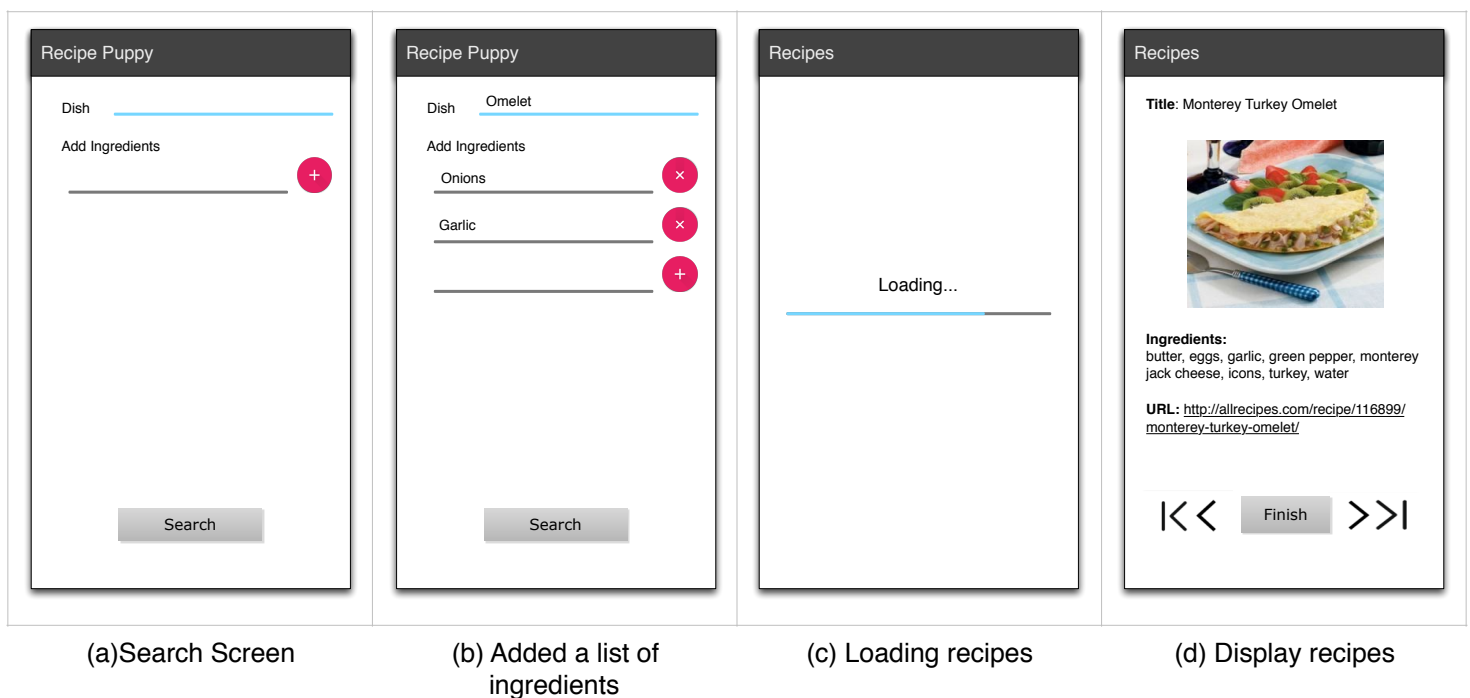 Recipe Puppy
Dish
Add Ingredients
+
Search
(a)Search Screen
Recipe Puppy
Dish Omelet
Add Ingredients
Onions ×
Garlic ×
+
Search
(b) Added a list of
ingredients
Recipes
Loading...
(c) Loading recipes
Recipes
Title: Monterey Turkey Omelet
Ingredients:
butter, eggs, garlic, green pepper, monterey
jack cheese, icons, turkey, water
URL: http://allrecipes.com/recipe/116899/
monterey-turkey-omelet/
Finish
(d) Display recipes